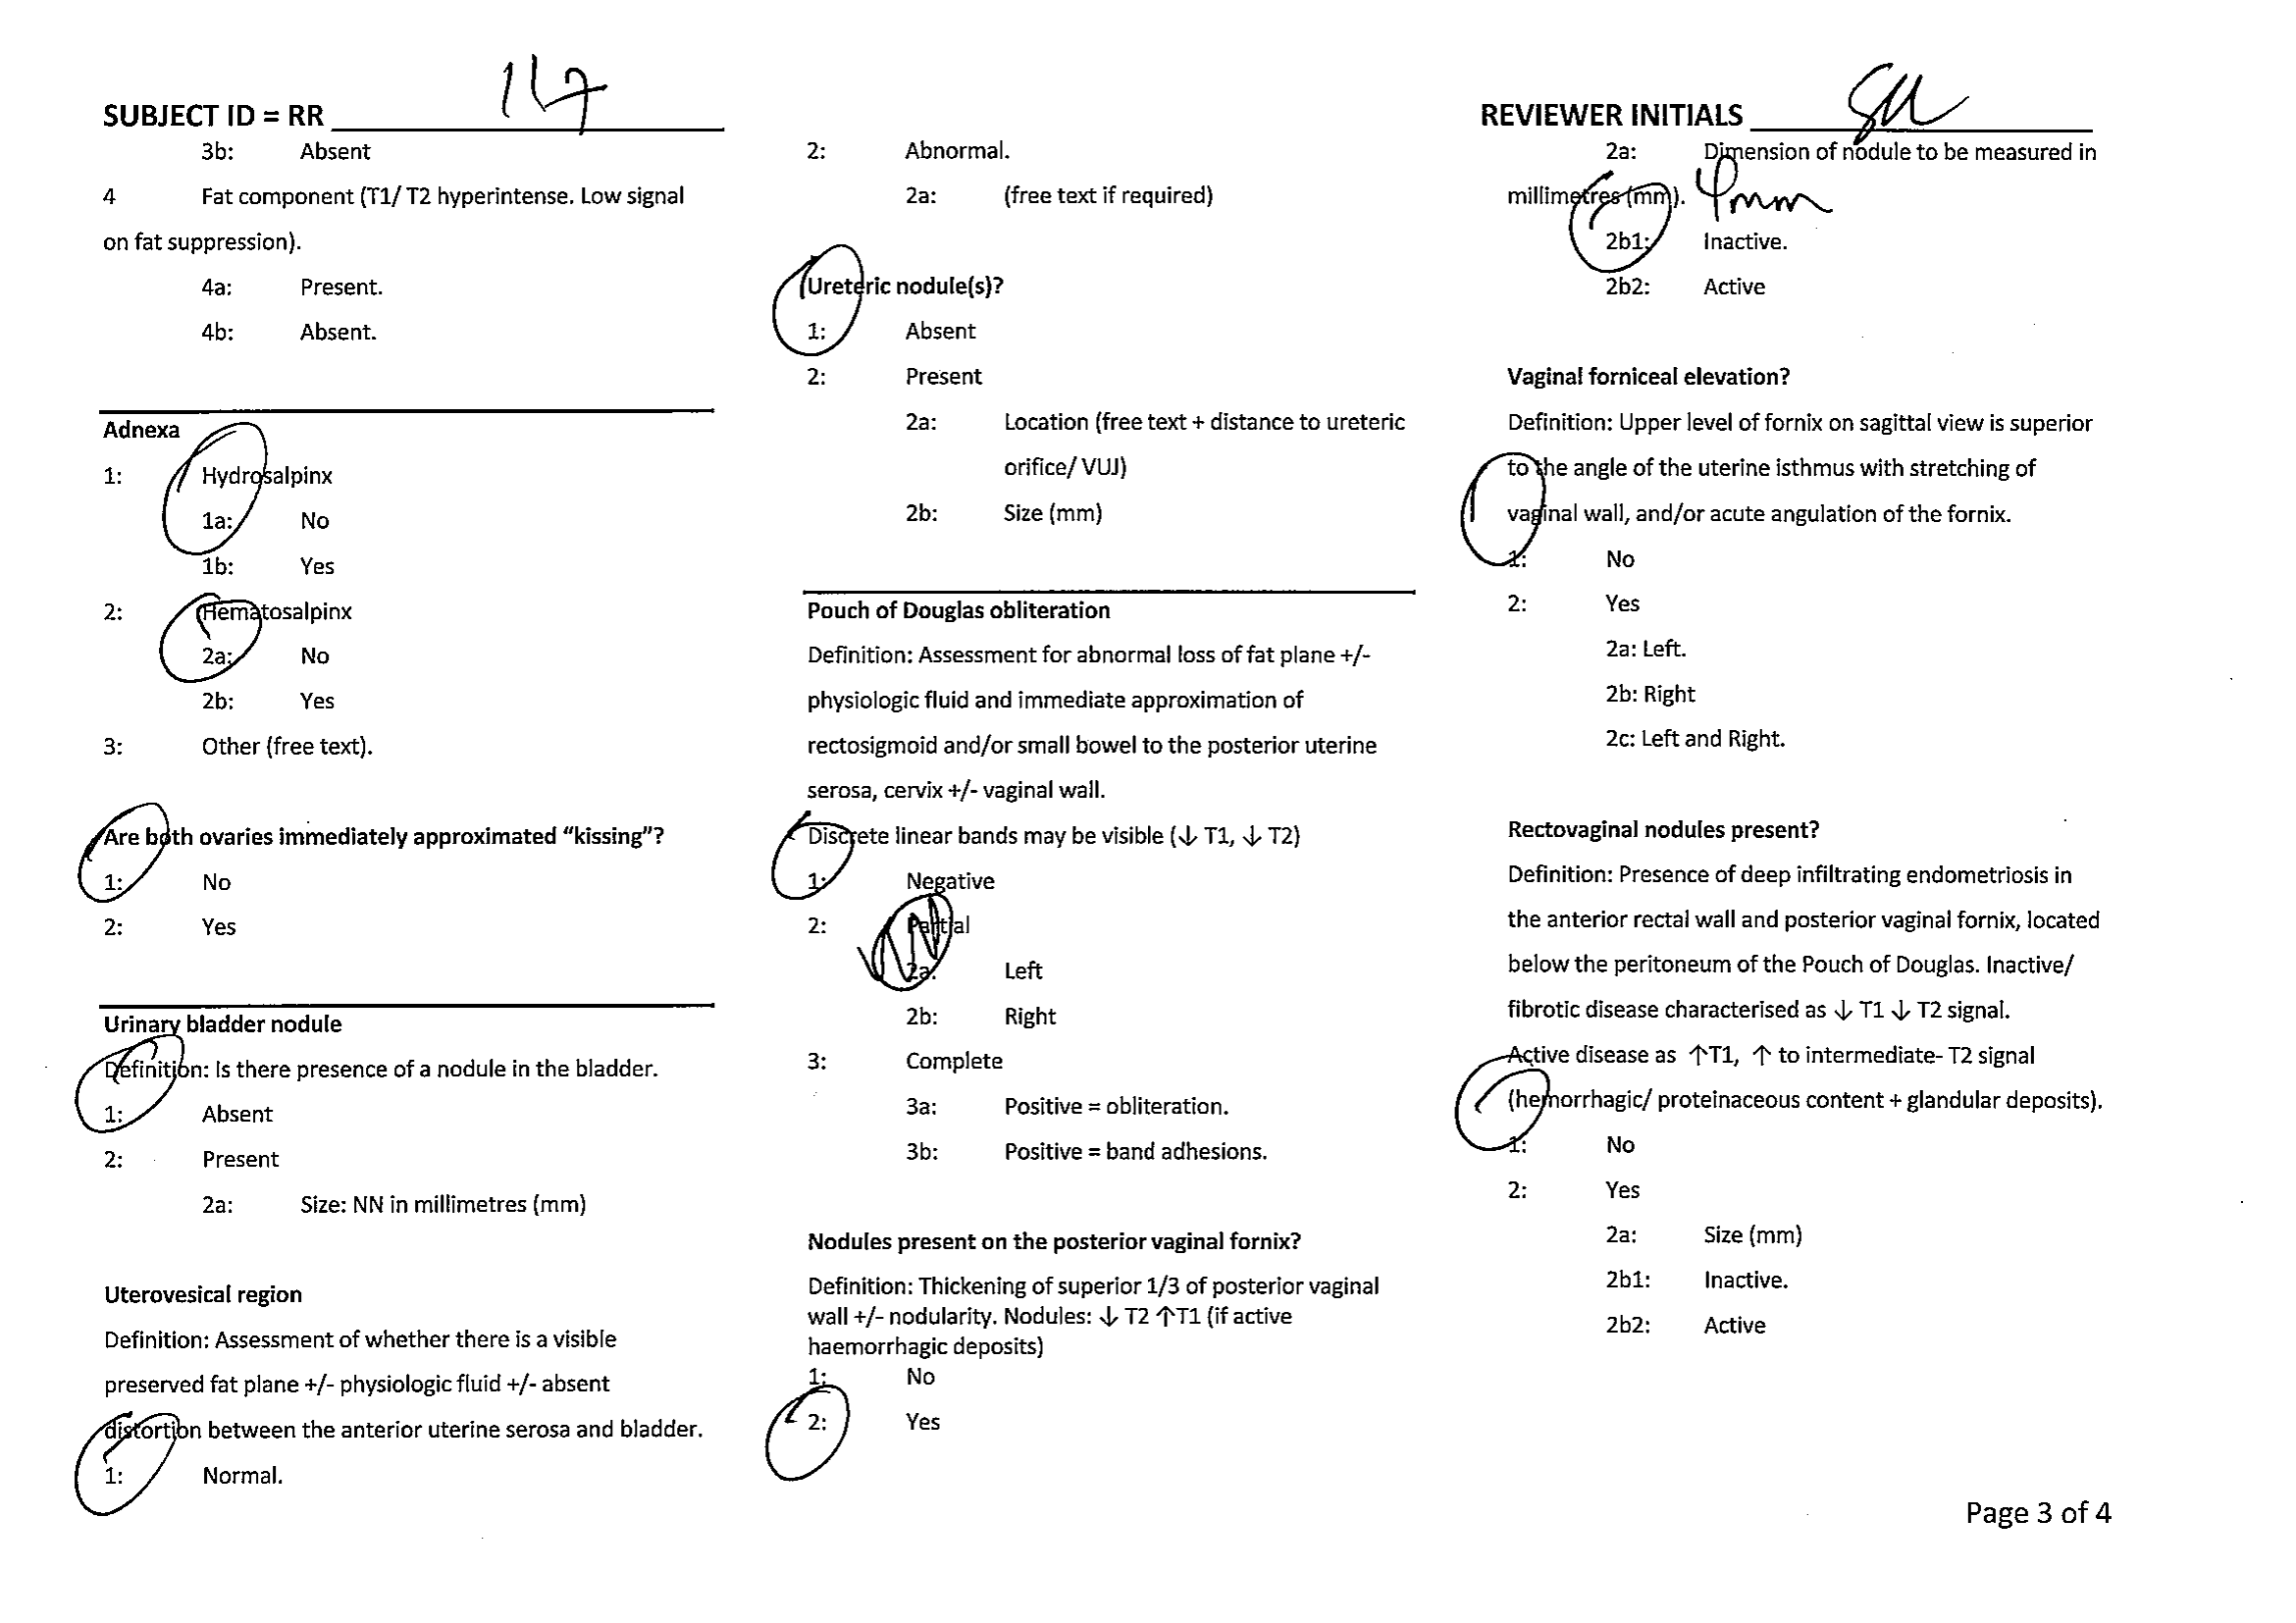 SUBJECT ID = RR
3b: Absent
4 Fat component (T1/ T2 hyperintense. Low signal
on fat suppression).
4a: Present.
4b: Absent.
Adnexa
1: Hydrosalpinx
1a: No
1b: Yes
2: Hematosalpinx
2a: No
2b: Yes
3: Other (free text).
Are both ovaries immediately approximated “kissing”?
1: No
2: Yes
Urinary bladder nodule
Definition: Is there presence of a nodule in the bladder.
1: Absent
2: Present
2a: Size: NN in millimetres (mm)
Uterovesical region
Definition: Assessment of whether there is a visible
preserved fat plane +/- physiologic fluid +/- absent
distortion between the anterior uterine serosa and bladder.
1: Normal.
2: Abnormal.
2a: (free text if required)
Ureteric nodule(s)?
1: Absent
2: Present
2a: Location (free text + distance to ureteric
orifice/ VUJ)
2b: Size (mm)
Pouch of Douglas obliteration
Definition: Assessment for abnormal loss of fat plane +/-
physiologic fluid and immediate approximation of
rectosigmoid and/or small bowel to the posterior uterine
serosa, cervix +/- vaginal wall.
Discrete linear bands may be visible (↓ T1, ↓ T2)
1: Negative
2: Partial
2a: Left
2b: Right
3: Complete
3a: Positive = obliteration.
3b: Positive = band adhesions.
Nodules present on the posterior vaginal fornix?
Definition: Thickening of superior 1/3 of posterior vaginal
wall +/- nodularity. Nodules: ↓ T2 ↑T1 (if active
haemorrhagic deposits)
1: No
2: Yes
REVIEWER INITIALS
2a: Dimension of nodule to be measured in
millimetres (mm). 4mm
2b1: Inactive.
2b2: Active
Vaginal forniceal elevation?
Definition: Upper level of fornix on sagittal view is superior
to the angle of the uterine isthmus with stretching of
vaginal wall, and/or acute angulation of the fornix.
1: No
2: Yes
2a: Left.
2b: Right
2c: Left and Right.
Rectovaginal nodules present?
Definition: Presence of deep infiltrating endometriosis in
the anterior rectal wall and posterior vaginal fornix, located
below the peritoneum of the Pouch of Douglas. Inactive/
fibrotic disease characterised as ↓ T1 ↓ T2 signal.
Active disease as ↑T1, ↑ to intermediate- T2 signal
(hemorrhagic/ proteinaceous content + glandular deposits).
1: No
2: Yes
2a: Size (mm)
2b1: Inactive.
2b2: Active
Page 3 of 4